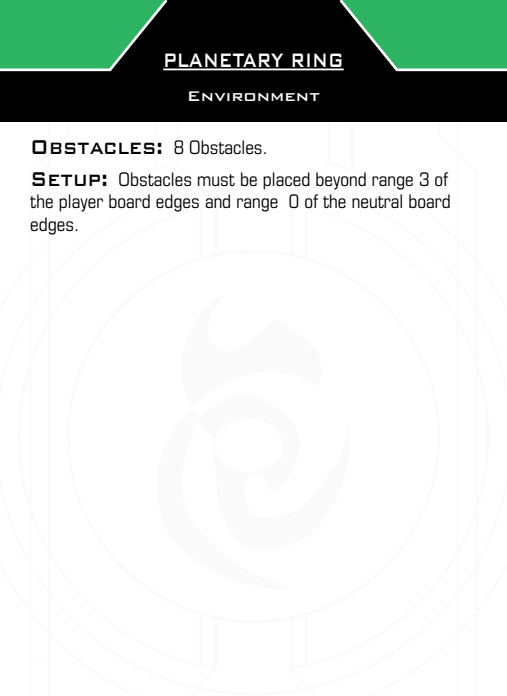 PLANETARY RING
ENVIRONMENT
OBSTACLES: 8 Obstacles.
SETUP: Obstacles must be placed beyond range 3 of
the player board edges and range 0 of the neutral board
edges.